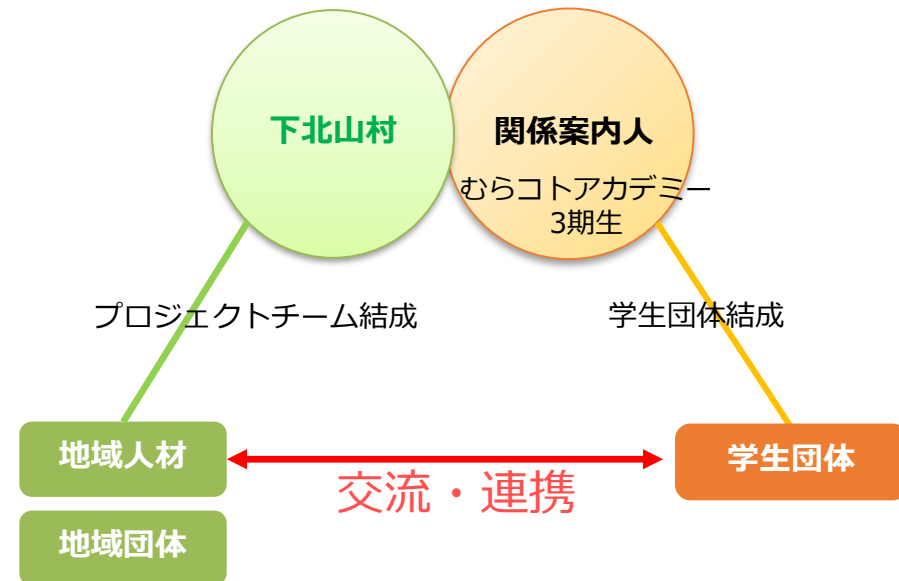 下北山村
関係案内人
むらコトアカデミー
3期生
プロジェクトチーム結成
学生団体結成
地域人材
学生団体
交流・連携
地域団体